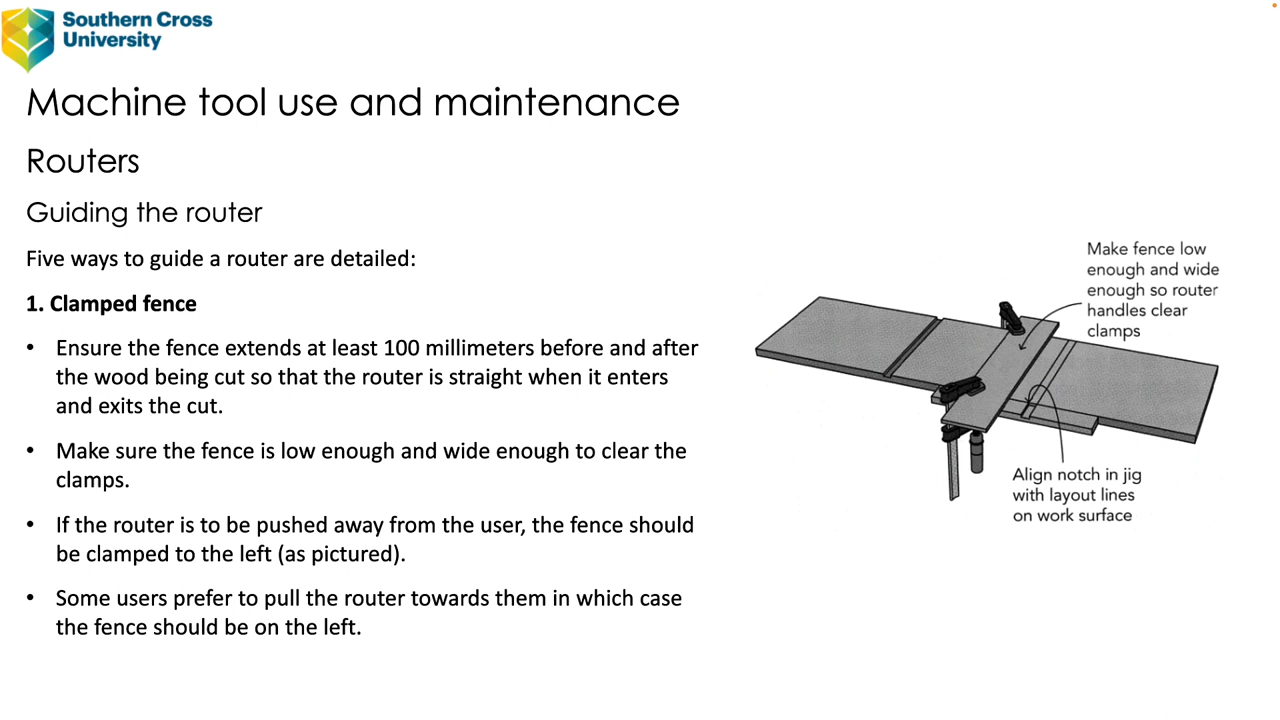 Southern Cross
University
Machine tool use and maintenance
Routers
Guiding the router
Five ways to guide a router are detailed:
1. Clamped fence
• Ensure the fence extends at least 100 millimeters before and after
the wood being cut so that the router is straight when it enters
and exits the cut.
• Make sure the fence is low enough and wide enough to clear the
clamps.
• If the router is to be pushed away from the user, the fence should
be clamped to the left (as pictured).
• Some users prefer to pull the router towards them in which case
the fence should be on the left.
Make fence low
enough and wide
enough so router
handles clear
clamps
Align notch in jig
with layout lines
on work surface